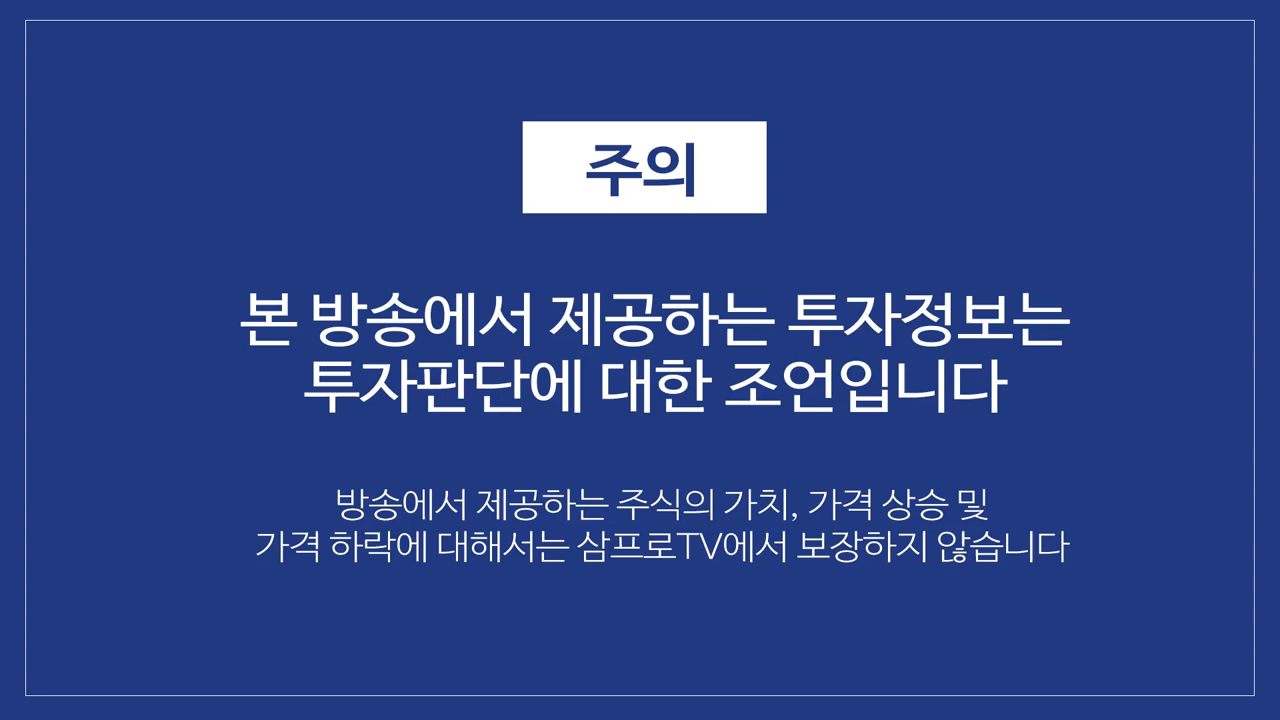 주의
본 방송에서 제공하는 투자정보는
투자판단에 대한 조언입니다
방송에서 제공하는 주식의 가치, 가격 상승 및
가격 하락에 대해서는 삼프로TV에서 보장하지 않습니다